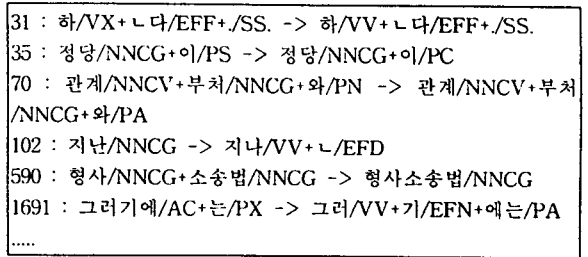 31 : 하/VX+ㄴ다/EFF+./SS. -> 하/VV+ㄴ다/EFF+./SS.
35 : 정당/NNCG+이/PS -> 정당/NNCG+이/PC
70 : 관계/NNCV+부처/NNCG+와/PN -> 관계/NNCV+부처
/NNCG+와/PA
102 : 지난/NNCG -> 지나/VV+ㄴ/EFD
590 : 형사/NNCG+소송법/NNCG -> 형사소송법/NNCG
1691 : 그러기에/AC+는/PX -> 그러/VV+기/EFN+에는/PA
.....